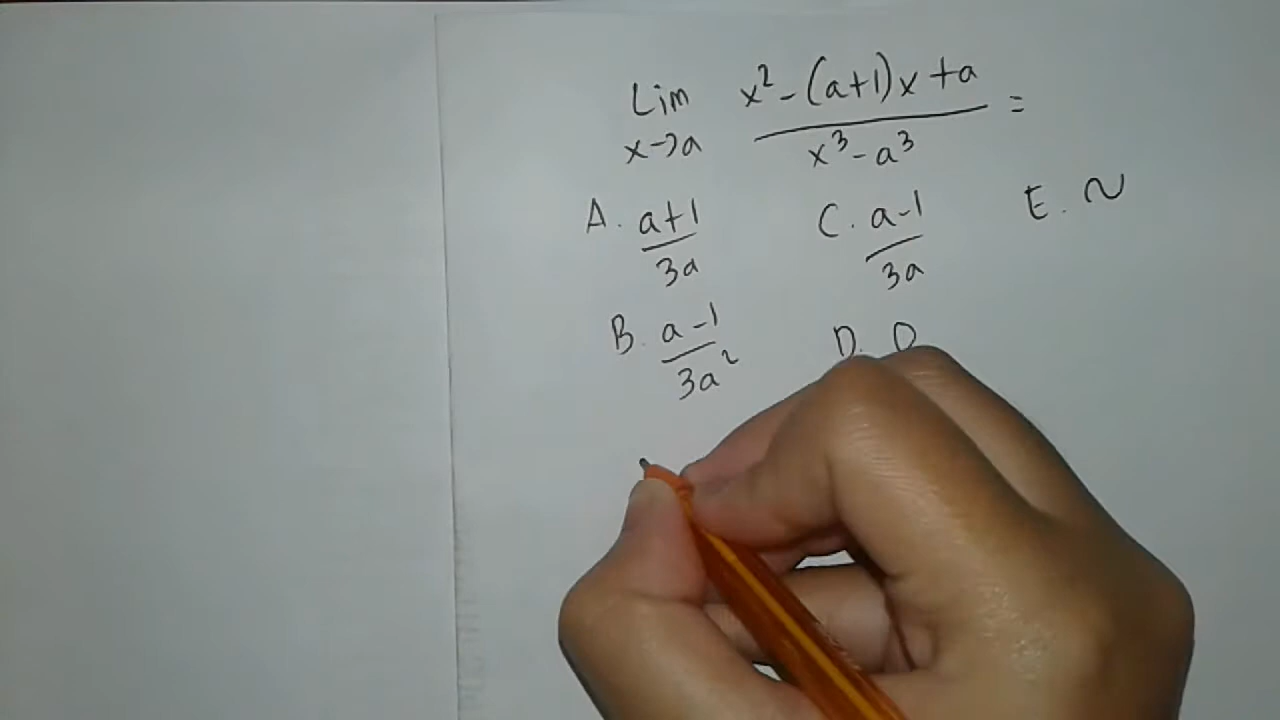 Lim x→a x² - (a+1)x + a / x³ - a³ =
A. a+1 / 3a
C. a-1 / 3a
E. ~
B. a-1 / 3a²
D. 0